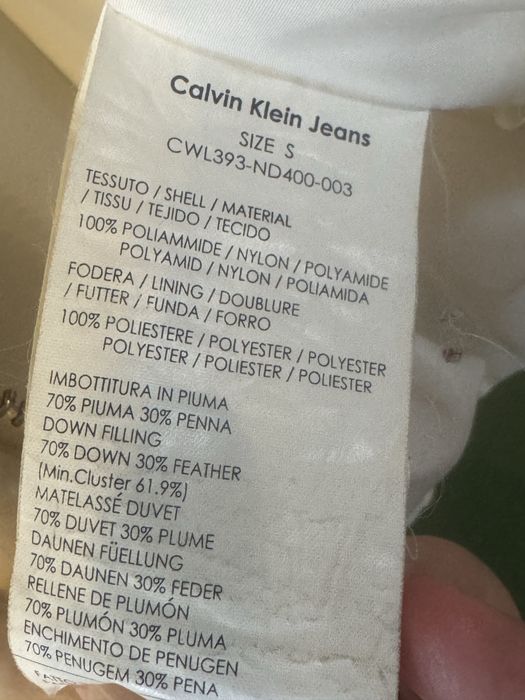 Calvin Klein Jeans
SIZE S
CWL393-ND400-003
TESSUTO / SHELL / MATERIAL
/ TISSU / TEJIDO / TECIDO
100% POLIAMMIDE / NYLON / POLYAMIDE
POLYAMID / NYLON / POLIAMIDA
FODERA / LINING / DOUBLURE
/ FUTTER / FUNDA / FORRO
100% POLIESTERE / POLYESTER / POLYESTER
POLYESTER / POLIESTER / POLIESTER
IMBOTTITURA IN PIUMA
70% PIUMA 30% PENNA
DOWN FILLING
70% DOWN 30% FEATHER
(Min.Cluster 61.9%)
MATELASSÉ DUVET
70% DUVET 30% PLUME
DAUNEN FÜELLUNG
70% DAUNEN 30% FEDER
RELLENE DE PLUMÓN
70% PLUMÓN 30% PLUMA
ENCHIMENTO DE PENUGEN
70% PENUGEM 30% PENA